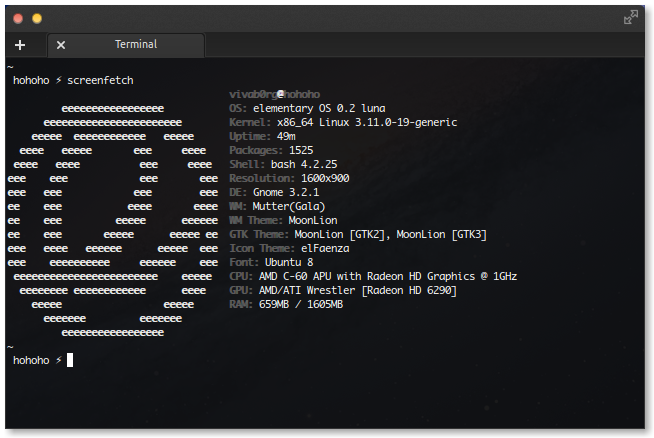 Terminal
~
hohoho ⚡ screenfetch
vivab0rg@hohoho
eeeeeeeeeeeeeeeee OS: elementary OS 0.2 luna
eeeeeeeeeeeeeeeeeeeeeee Kernel: x86_64 Linux 3.11.0-19-generic
eeeee eeeeeeeeeeee eeeee Uptime: 49m
eeee eeeee eee eeee Packages: 1525
eeee eeee eee eeee Shell: bash 4.2.25
eee eee eee eee Resolution: 1600x900
eee eee eee eee DE: Gnome 3.2.1
ee eee eeee eeee WM: Mutter(Gala)
ee eee eeeee eeeeee WM Theme: MoonLion
ee eee eeeee eeeee ee GTK Theme: MoonLion [GTK2], MoonLion [GTK3]
eee eeee eeeeee eeeee eee Icon Theme: elFaenza
eee eeeeeeeeee eeeeee eee Font: Ubuntu 8
eeeeeeeeeeeeeeeeeeeeeeee eeeee CPU: AMD C-60 APU with Radeon HD Graphics @ 1GHz
eeeeeeee eeeeeeeeeeee eeee GPU: AMD/ATI Wrestler [Radeon HD 6290]
eeeee eeeee RAM: 659MB / 1605MB
eeeeeee eeeeeee
eeeeeeeeeeeeeeeee
~
hohoho ⚡